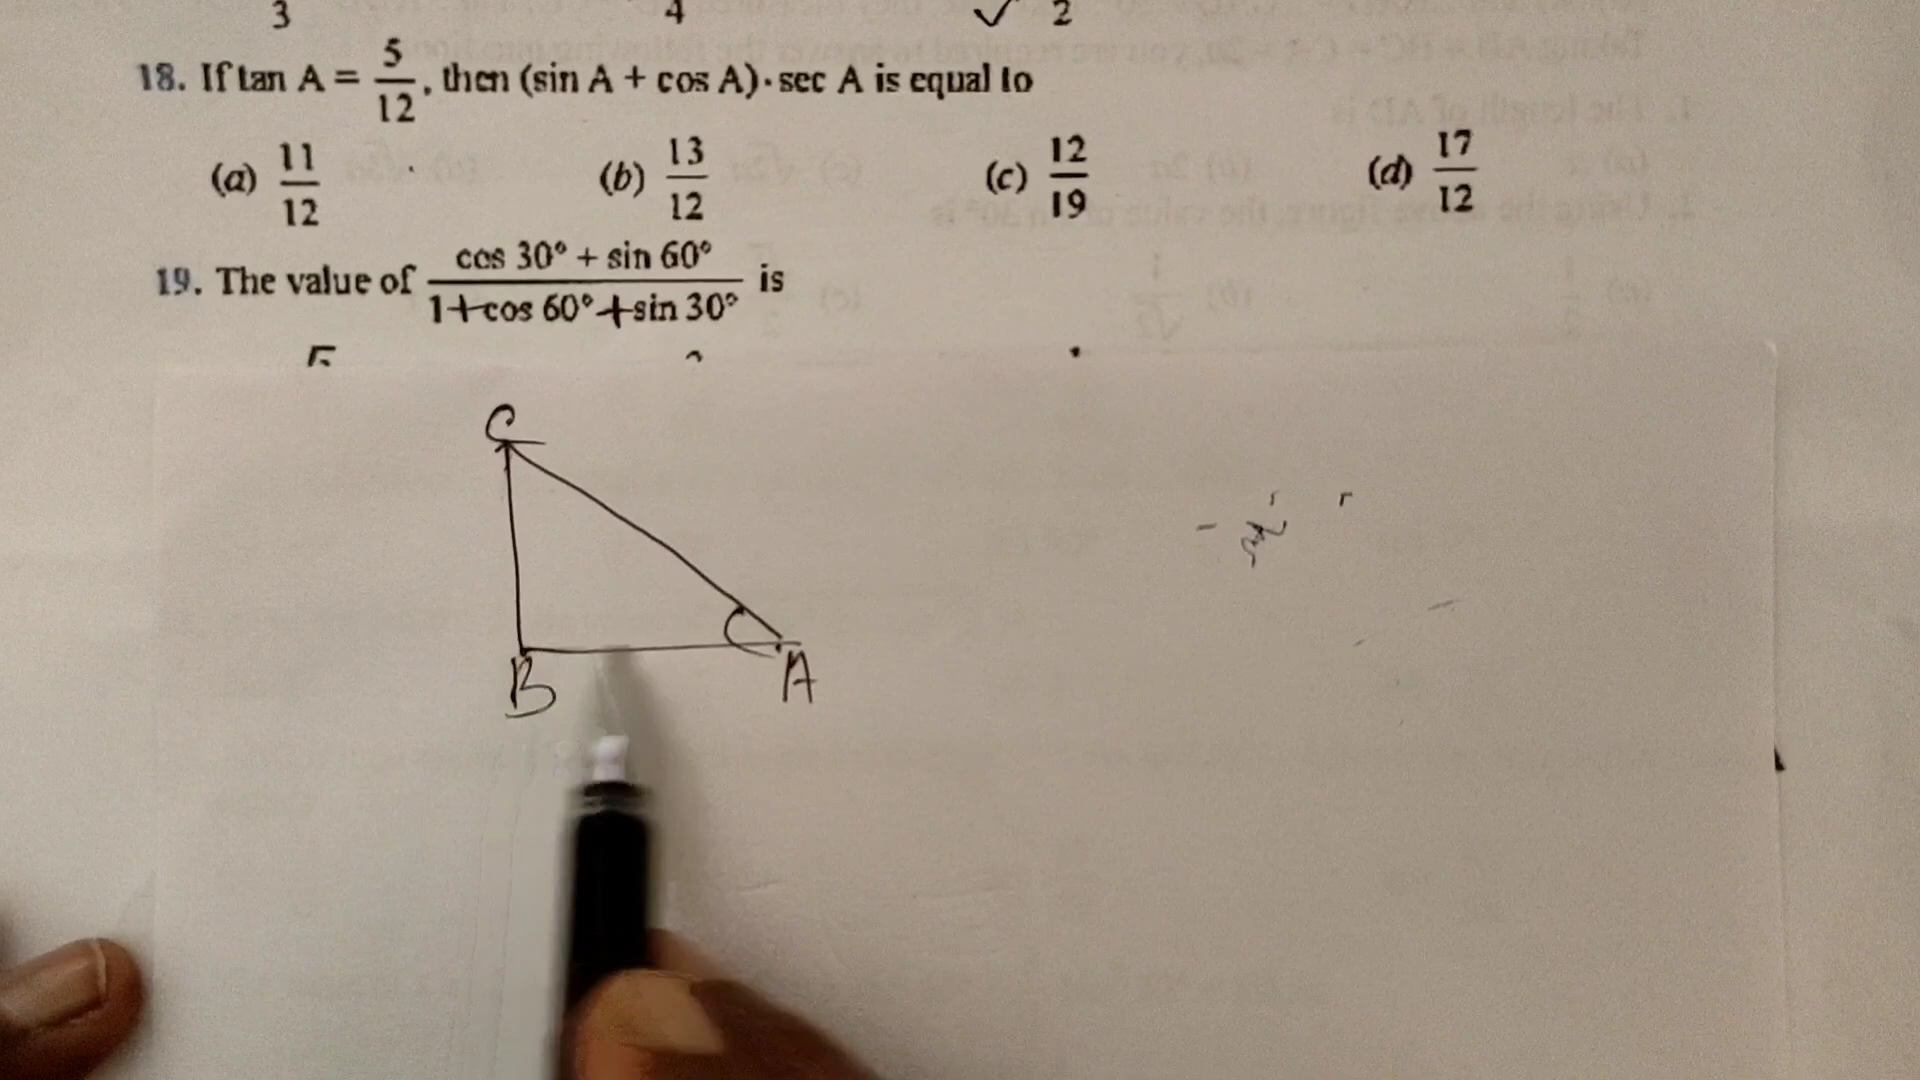 3 4 √ 2
18. If tan A = 5/12, then (sin A + cos A)·sec A is equal to
(a) 11/12 (b) 13/12 (c) 12/19 (d) 17/12
19. The value of (cos 30° + sin 60°)/(1+cos 60°+sin 30°) is
C
B A